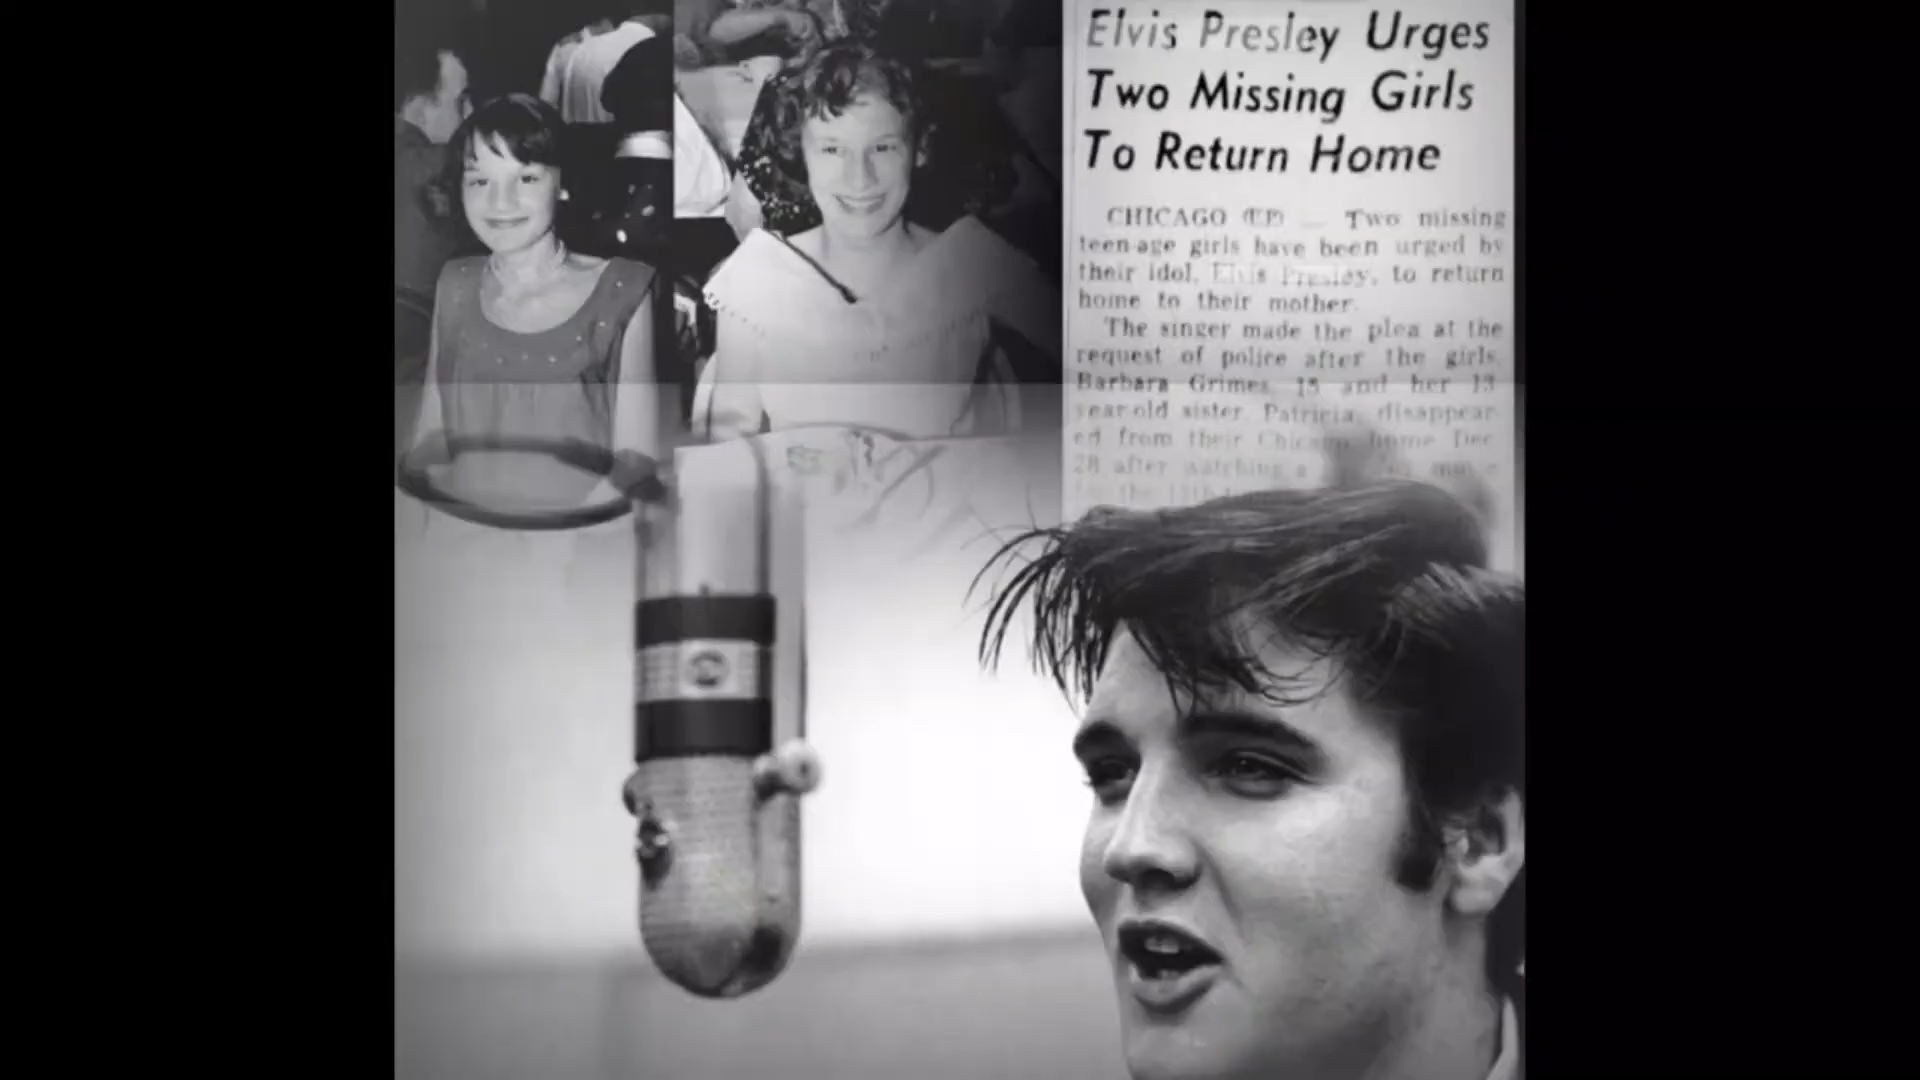 Elvis Presley Urges
Two Missing Girls
To Return Home
CHICAGO (UP) — Two missing
teen-age girls have been urged by
their idol, Elvis Presley, to return
home to their mother.
The singer made the plea at the
request of police after the girls,
Barbara Grimes, 15 and her 13
year-old sister, Patricia, disappear
ed from their Chicago home Dec.
28 after watching a
for the